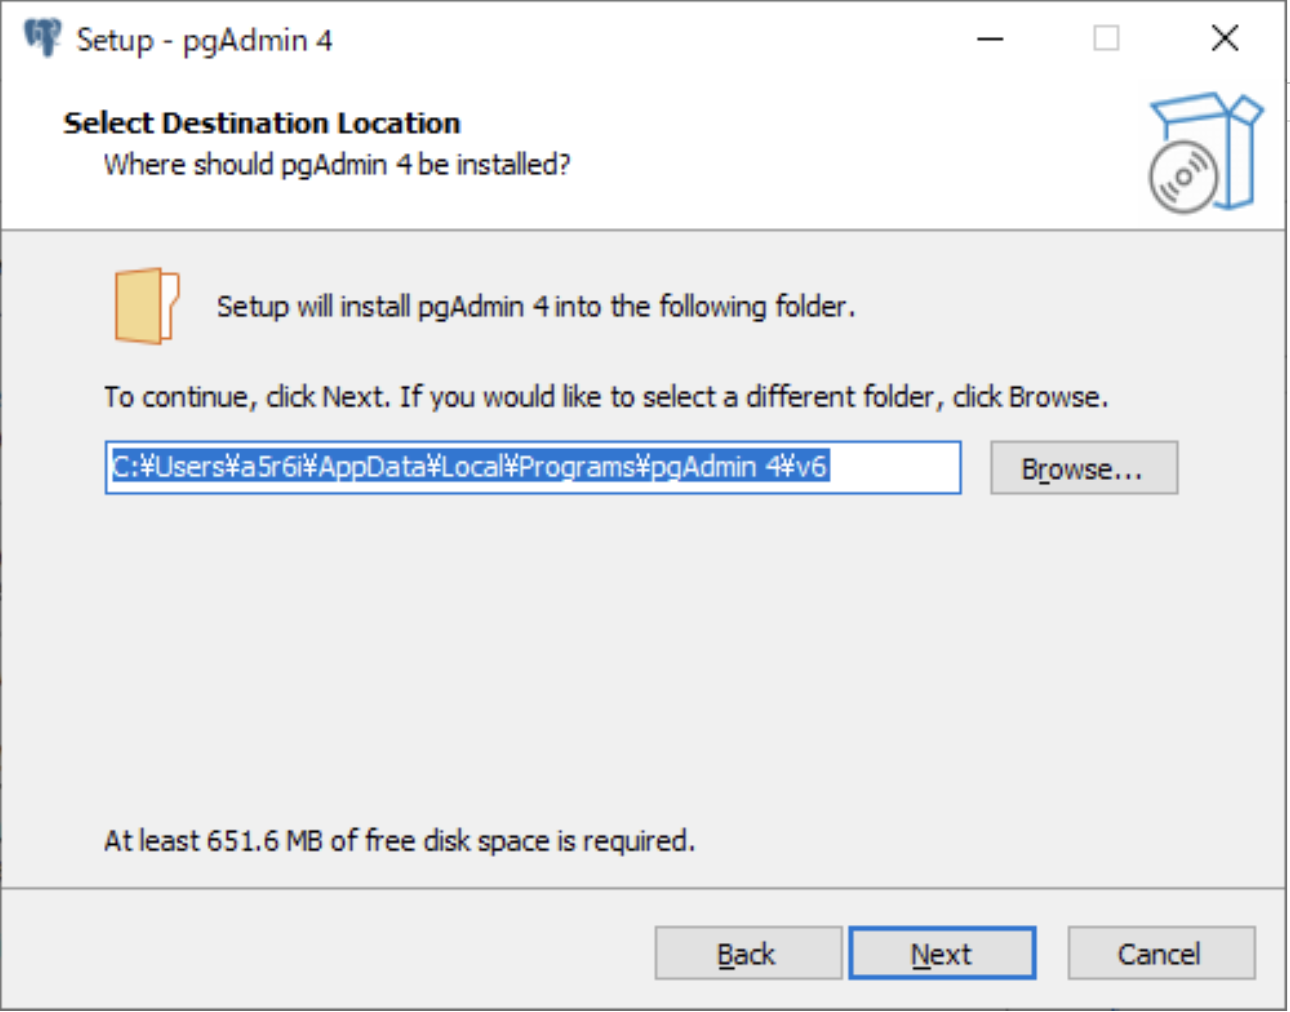 Setup - pgAdmin 4
Select Destination Location
Where should pgAdmin 4 be installed?
Setup will install pgAdmin 4 into the following folder.
To continue, click Next. If you would like to select a different folder, click Browse.
C:¥Users¥a5r6i¥AppData¥Local¥Programs¥pgAdmin 4¥v6
Browse...
At least 651.6 MB of free disk space is required.
Back
Next
Cancel